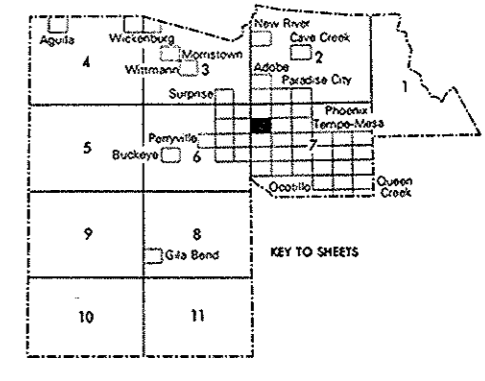 New River
Aguila
Wickenburg
Cave Creek
Morristown
2
4
Wittmann
3
Adobe
1
Paradise City
Surprise
Phoenix
Tempe-Mesa
5
Perryville
7
Buckeye
6
Ocotillo
Queen
Creek
9
8
KEY TO SHEETS
Gila Bend
10
11